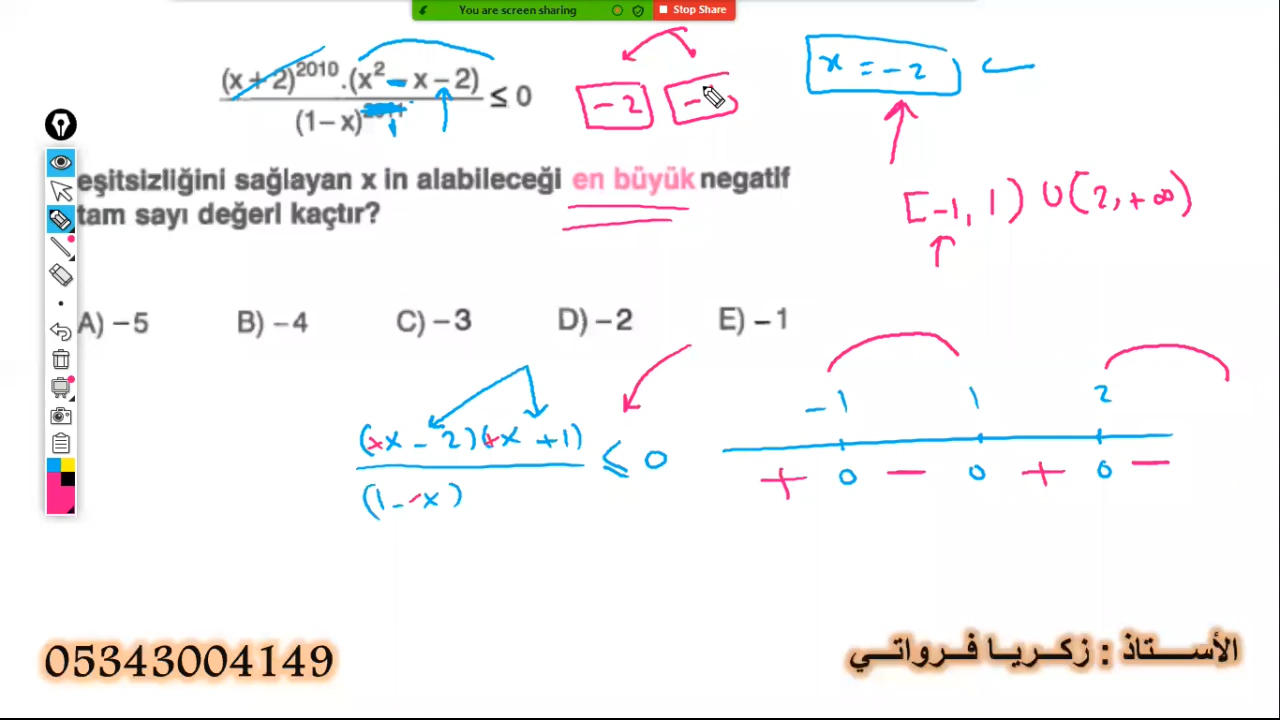 You are screen sharing Stop Share
(x + 2)²⁰¹⁰ . (x² − x − 2)
≤ 0
(1 − x)²⁰¹¹
− 2
−
x = − 2
eşitsizliğini sağlayan x in alabileceği en büyük negatif
tam sayı değeri kaçtır?
[ −1, 1 ) ∪ ( 2, +∞ )
A) −5 B) −4 C) −3 D) −2 E) −1
−1 1 2
(+x − 2)(+x + 1)
≤ 0
(1 − x)
+ 0 − 0 + 0 −
05343004149
الأستاذ : زكريا فرواتي